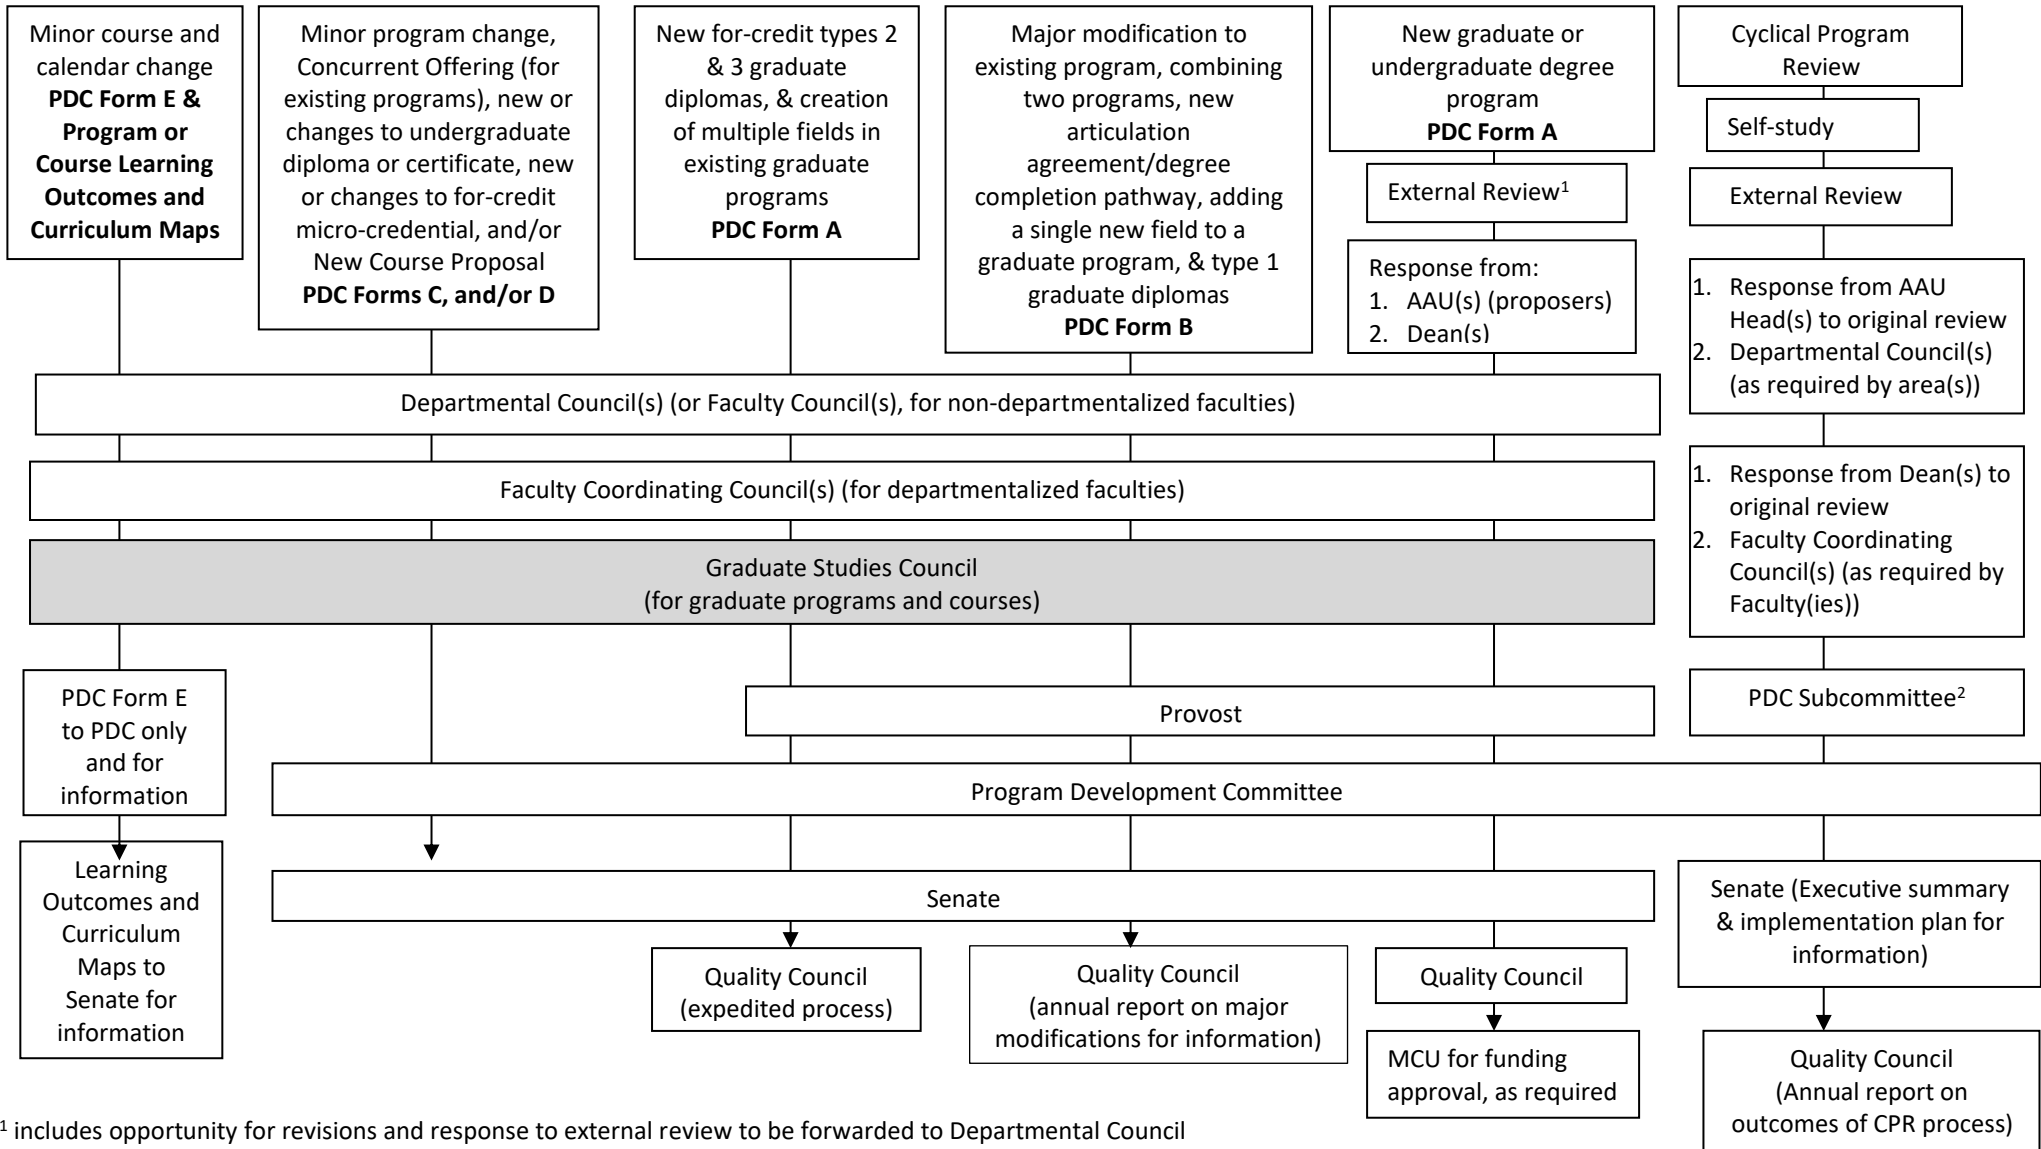 Minor course and
calendar change
PDC Form E &
Program or
Course Learning
Outcomes and
Curriculum Maps
Minor program change,
Concurrent Offering (for
existing programs), new or
changes to undergraduate
diploma or certificate, new
or changes to for-credit
micro-credential, and/or
New Course Proposal
PDC Forms C, and/or D
New for-credit types 2
& 3 graduate
diplomas, & creation
of multiple fields in
existing graduate
programs
PDC Form A
Major modification to
existing program, combining
two programs, new
articulation
agreement/degree
completion pathway, adding
a single new field to a
graduate program, & type 1
graduate diplomas
PDC Form B
New graduate or
undergraduate degree
program
PDC Form A
External Review¹
Response from:
1. AAU(s) (proposers)
2. Dean(s)
Cyclical Program
Review
Self-study
External Review
1. Response from AAU
Head(s) to original review
2. Departmental Council(s)
(as required by area(s))
1. Response from Dean(s) to
original review
2. Faculty Coordinating
Council(s) (as required by
Faculty(ies))
PDC Subcommittee²
Departmental Council(s) (or Faculty Council(s), for non-departmentalized faculties)
Faculty Coordinating Council(s) (for departmentalized faculties)
Graduate Studies Council
(for graduate programs and courses)
PDC Form E
to PDC only
and for
information
Provost
Program Development Committee
Learning
Outcomes and
Curriculum
Maps to
Senate for
information
Senate
Senate (Executive summary
& implementation plan for
information)
Quality Council
(expedited process)
Quality Council
(annual report on major
modifications for information)
Quality Council
MCU for funding
approval, as required
Quality Council
(Annual report on
outcomes of CPR process)
¹ includes opportunity for revisions and response to external review to be forwarded to Departmental Council